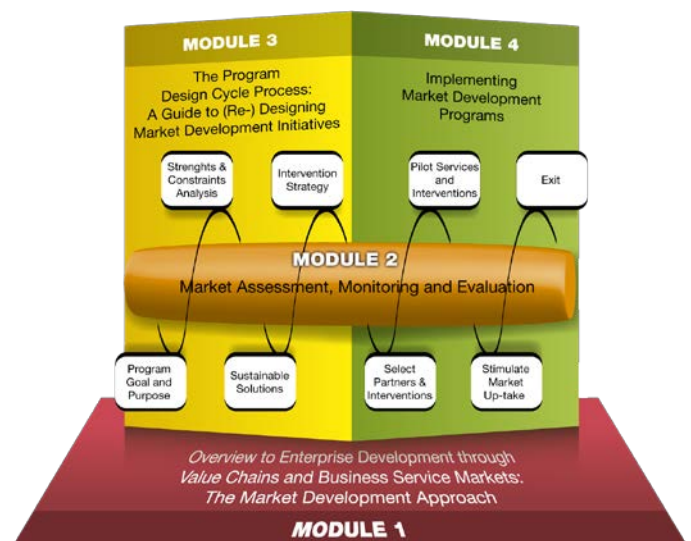 MODULE 3
The Program
Design Cycle Process:
A Guide to (Re-) Designing
Market Development Initiatives
MODULE 4
Implementing
Market Development
Programs
Strenghts &
Constraints
Analysis
Intervention
Strategy
Pilot Services
and
Interventions
Exit
MODULE 2
Market Assessment, Monitoring and Evaluation
Program
Goal and
Purpose
Sustainable
Solutions
Select
Partners &
Interventions
Stimulate
Market
Up-take
Overview to Enterprise Development through
Value Chains and Business Service Markets:
The Market Development Approach
MODULE 1